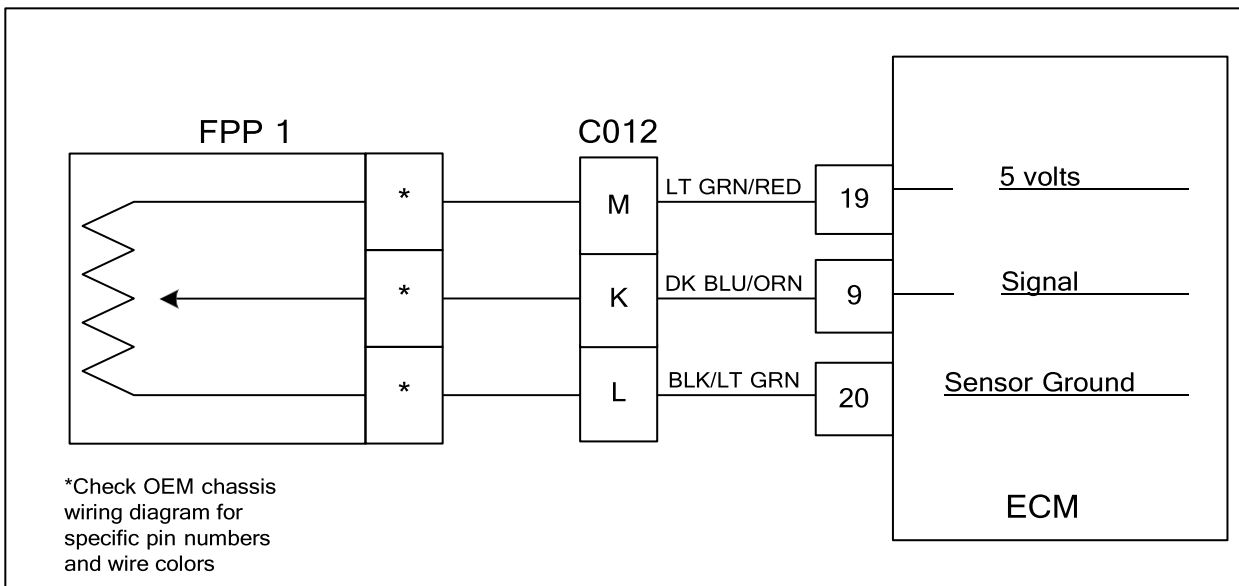 FPP 1
C012
* M LT GRN/RED 19 5 volts
* K DK BLU/ORN 9 Signal
* L BLK/LT GRN 20 Sensor Ground
ECM
*Check OEM chassis
wiring diagram for
specific pin numbers
and wire colors